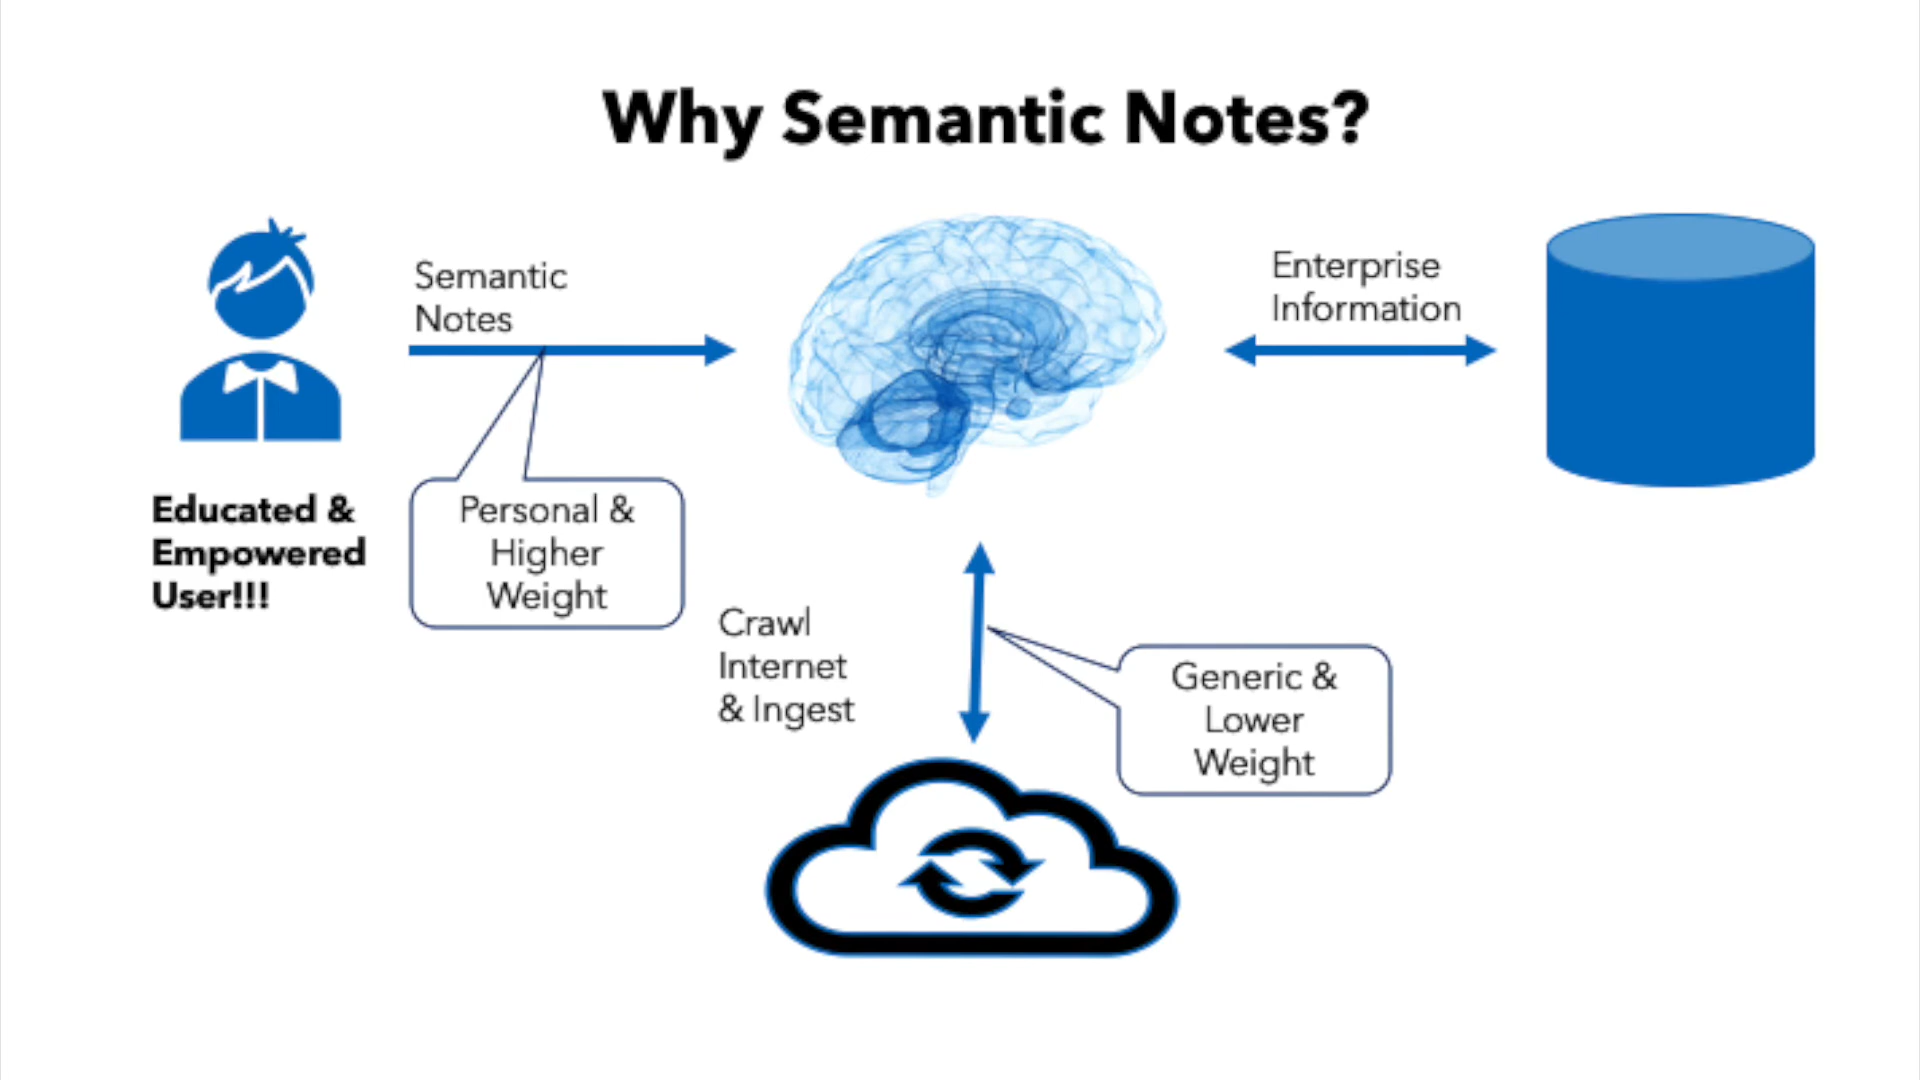 Why Semantic Notes?
Semantic
Notes
Enterprise
Information
Educated &
Empowered
User!!!
Personal &
Higher
Weight
Crawl
Internet
& Ingest
Generic &
Lower
Weight